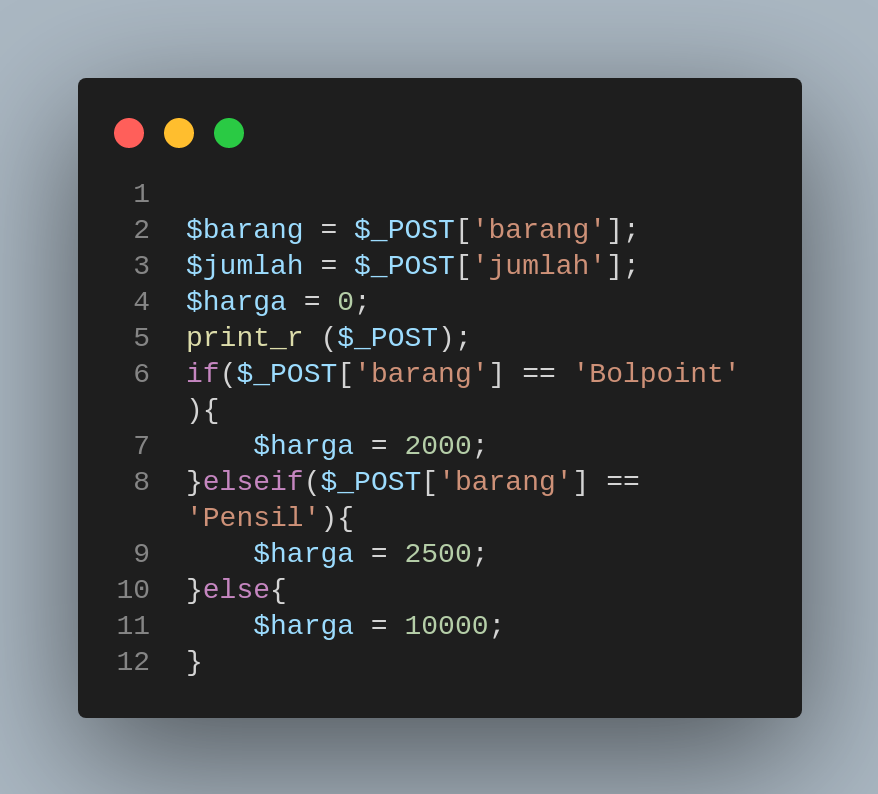 1
2 $barang = $_POST['barang'];
3 $jumlah = $_POST['jumlah'];
4 $harga = 0;
5 print_r ($_POST);
6 if($_POST['barang'] == 'Bolpoint'
){
7     $harga = 2000;
8 }elseif($_POST['barang'] ==
'Pensil'){
9     $harga = 2500;
10 }else{
11     $harga = 10000;
12 }